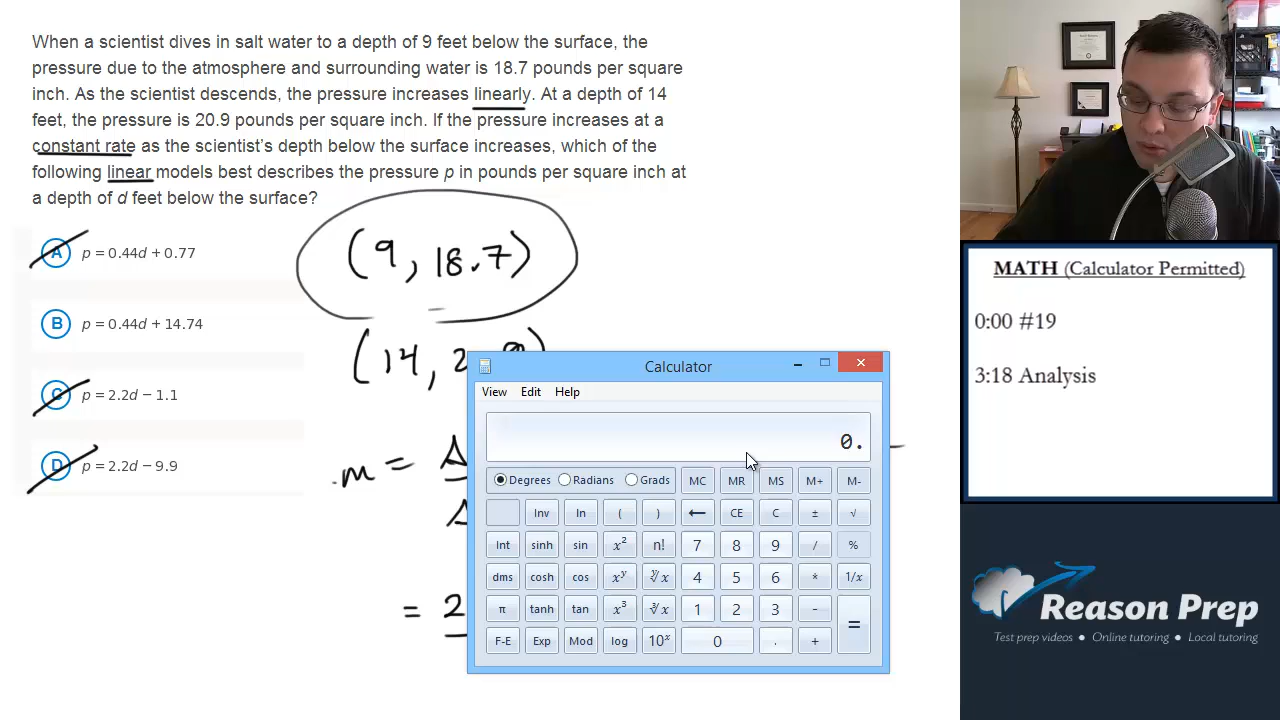 When a scientist dives in salt water to a depth of 9 feet below the surface, the
pressure due to the atmosphere and surrounding water is 18.7 pounds per square
inch. As the scientist descends, the pressure increases linearly. At a depth of 14
feet, the pressure is 20.9 pounds per square inch. If the pressure increases at a
constant rate as the scientist's depth below the surface increases, which of the
following linear models best describes the pressure p in pounds per square inch at
a depth of d feet below the surface?
A p = 0.44d + 0.77
B p = 0.44d + 14.74
C p = 2.2d − 1.1
D p = 2.2d − 9.9
(9, 18.7)
(14, 2
m = Δ
Δ
= 2
Calculator
View Edit Help
0.
Degrees Radians Grads MC MR MS M+ M-
Inv ln ( ) ← CE C ± √
Int sinh sin x² n! 7 8 9 / %
dms cosh cos xʸ ʸ√x 4 5 6 * 1/x
π tanh tan x³ ³√x 1 2 3 - =
F-E Exp Mod log 10ˣ 0 . +
MATH (Calculator Permitted)
0:00 #19
3:18 Analysis
Reason Prep
Test prep videos ● Online tutoring ● Local tutoring